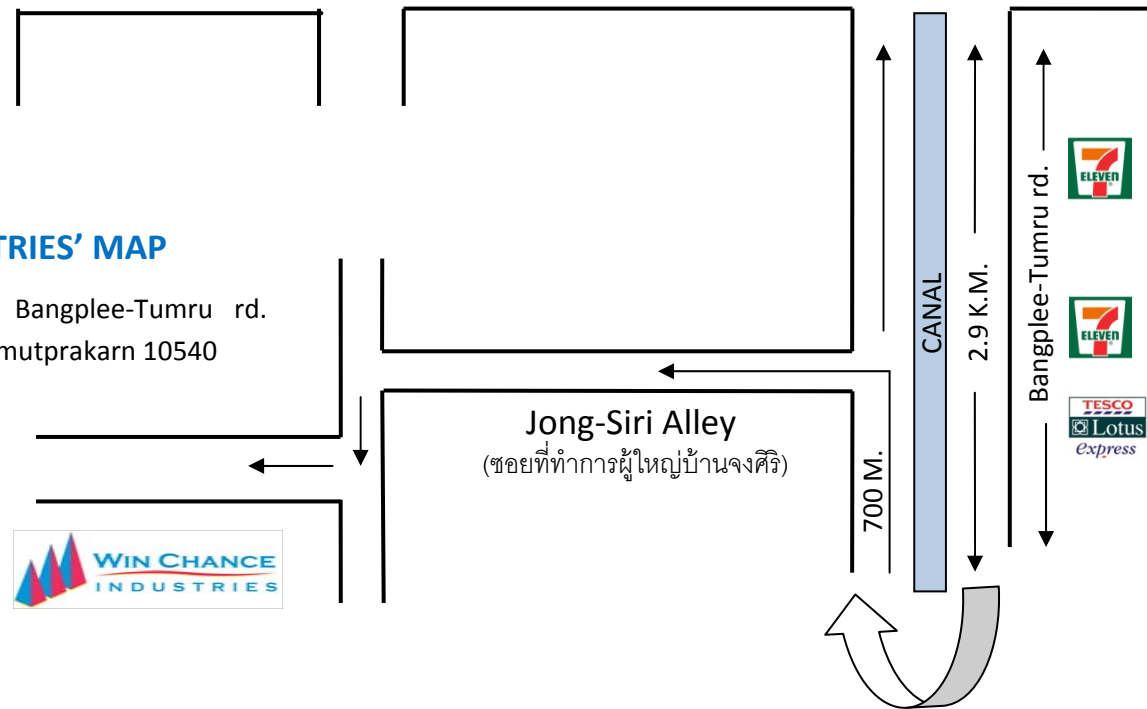 TRIES’ MAP
Bangplee-Tumru rd.
mutprakarn 10540
Jong-Siri Alley
(ซอยที่ทำการผู้ใหญ่บ้านจงศิริ)
700 M.
CANAL
2.9 K.M.
Bangplee-Tumru rd.
7
ELEVEN
7
ELEVEN
TESCO
Lotus
express
WIN CHANCE
INDUSTRIES